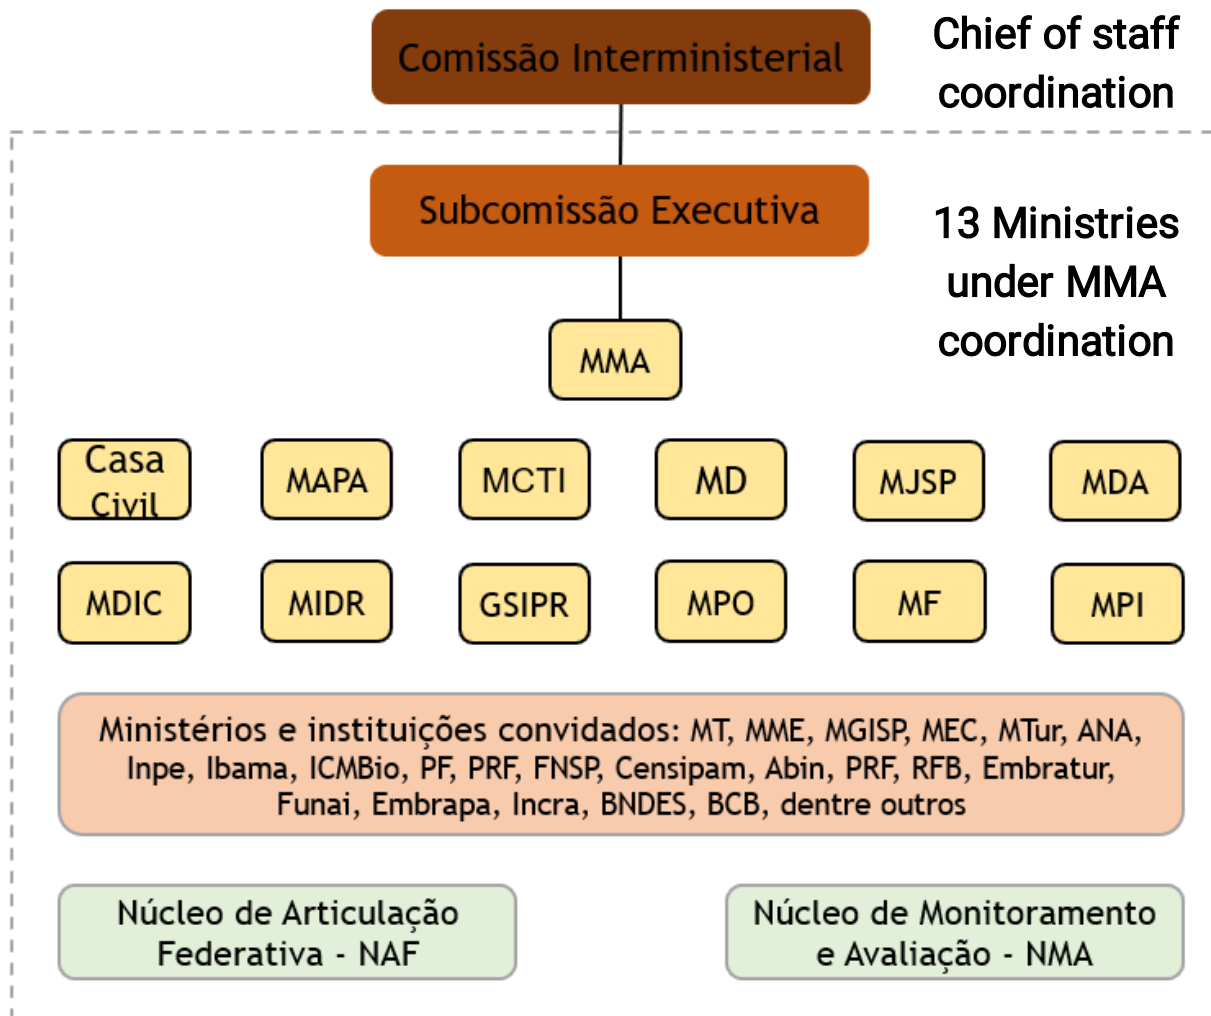 Comissão Interministerial
Chief of staff
coordination
Subcomissão Executiva
13 Ministries
under MMA
coordination
MMA
Casa
Civil
MAPA
MCTI
MD
MJSP
MDA
MDIC
MIDR
GSIPR
MPO
MF
MPI
Ministérios e instituições convidados: MT, MME, MGISP, MEC, MTur, ANA,
Inpe, Ibama, ICMBio, PF, PRF, FNSP, Censipam, Abin, PRF, RFB, Embratur,
Funai, Embrapa, Incra, BNDES, BCB, dentre outros
Núcleo de Articulação
Federativa - NAF
Núcleo de Monitoramento
e Avaliação - NMA